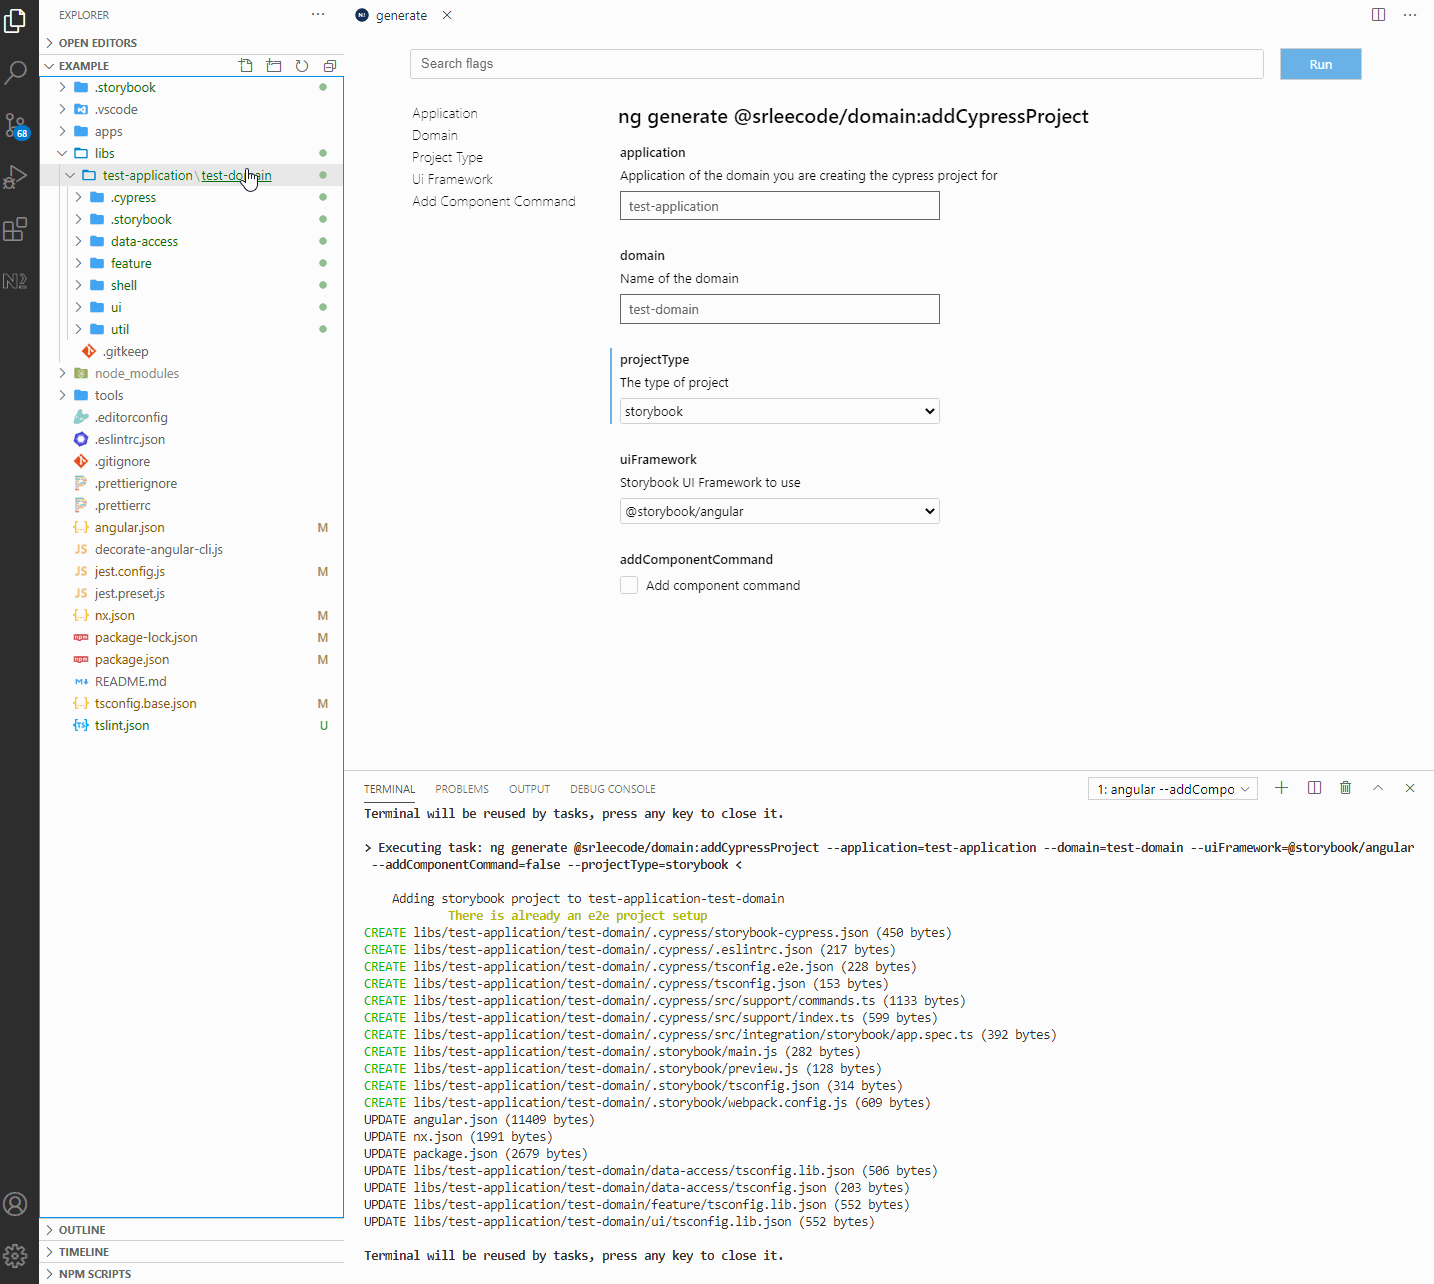 EXPLORER
OPEN EDITORS
EXAMPLE
.storybook
.vscode
apps
libs
test-application\test-domain
.cypress
.storybook
data-access
feature
shell
ui
util
.gitkeep
node_modules
tools
.editorconfig
.eslintrc.json
.gitignore
.prettierignore
.prettierrc
angular.json M
decorate-angular-cli.js
jest.config.js M
jest.preset.js
nx.json M
package-lock.json M
package.json M
README.md
tsconfig.base.json M
tslint.json U
OUTLINE
TIMELINE
NPM SCRIPTS
68
generate
Search flags
Run
Application
Domain
Project Type
Ui Framework
Add Component Command
ng generate @srleecode/domain:addCypressProject
application
Application of the domain you are creating the cypress project for
test-application
domain
Name of the domain
test-domain
projectType
The type of project
storybook
uiFramework
Storybook UI Framework to use
@storybook/angular
addComponentCommand
Add component command
TERMINAL PROBLEMS OUTPUT DEBUG CONSOLE
1: angular --addCompo
Terminal will be reused by tasks, press any key to close it.
> Executing task: ng generate @srleecode/domain:addCypressProject --application=test-application --domain=test-domain --uiFramework=@storybook/angular
--addComponentCommand=false --projectType=storybook <
Adding storybook project to test-application-test-domain
There is already an e2e project setup
CREATE libs/test-application/test-domain/.cypress/storybook-cypress.json (450 bytes)
CREATE libs/test-application/test-domain/.cypress/.eslintrc.json (217 bytes)
CREATE libs/test-application/test-domain/.cypress/tsconfig.e2e.json (228 bytes)
CREATE libs/test-application/test-domain/.cypress/tsconfig.json (153 bytes)
CREATE libs/test-application/test-domain/.cypress/src/support/commands.ts (1133 bytes)
CREATE libs/test-application/test-domain/.cypress/src/support/index.ts (599 bytes)
CREATE libs/test-application/test-domain/.cypress/src/integration/storybook/app.spec.ts (392 bytes)
CREATE libs/test-application/test-domain/.storybook/main.js (282 bytes)
CREATE libs/test-application/test-domain/.storybook/preview.js (128 bytes)
CREATE libs/test-application/test-domain/.storybook/tsconfig.json (314 bytes)
CREATE libs/test-application/test-domain/.storybook/webpack.config.js (609 bytes)
UPDATE angular.json (11409 bytes)
UPDATE nx.json (1991 bytes)
UPDATE package.json (2679 bytes)
UPDATE libs/test-application/test-domain/data-access/tsconfig.lib.json (506 bytes)
UPDATE libs/test-application/test-domain/data-access/tsconfig.json (203 bytes)
UPDATE libs/test-application/test-domain/feature/tsconfig.lib.json (552 bytes)
UPDATE libs/test-application/test-domain/ui/tsconfig.lib.json (552 bytes)
Terminal will be reused by tasks, press any key to close it.